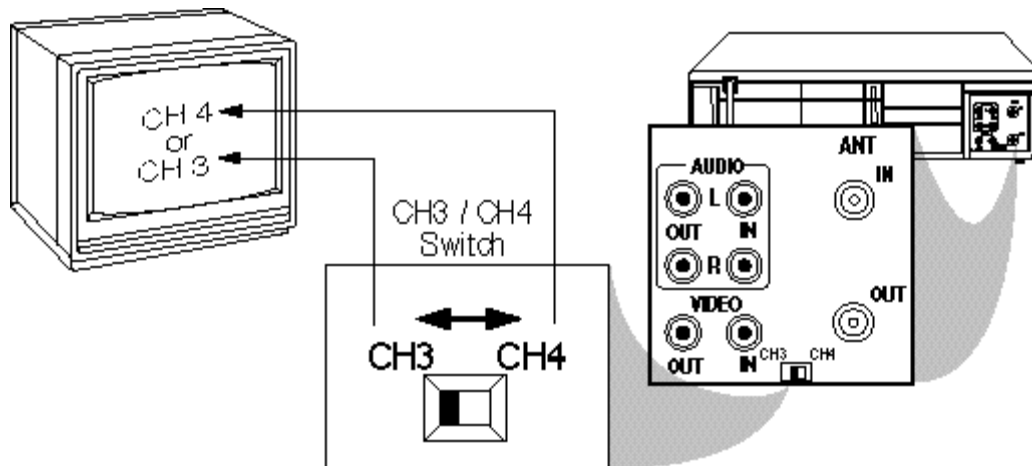 CH 4
or
CH 3
CH3 / CH4
Switch
CH3 CH4
ANT
AUDIO
IN
L
OUT IN
R
OUT
VIDEO
OUT IN
CH3 CH4